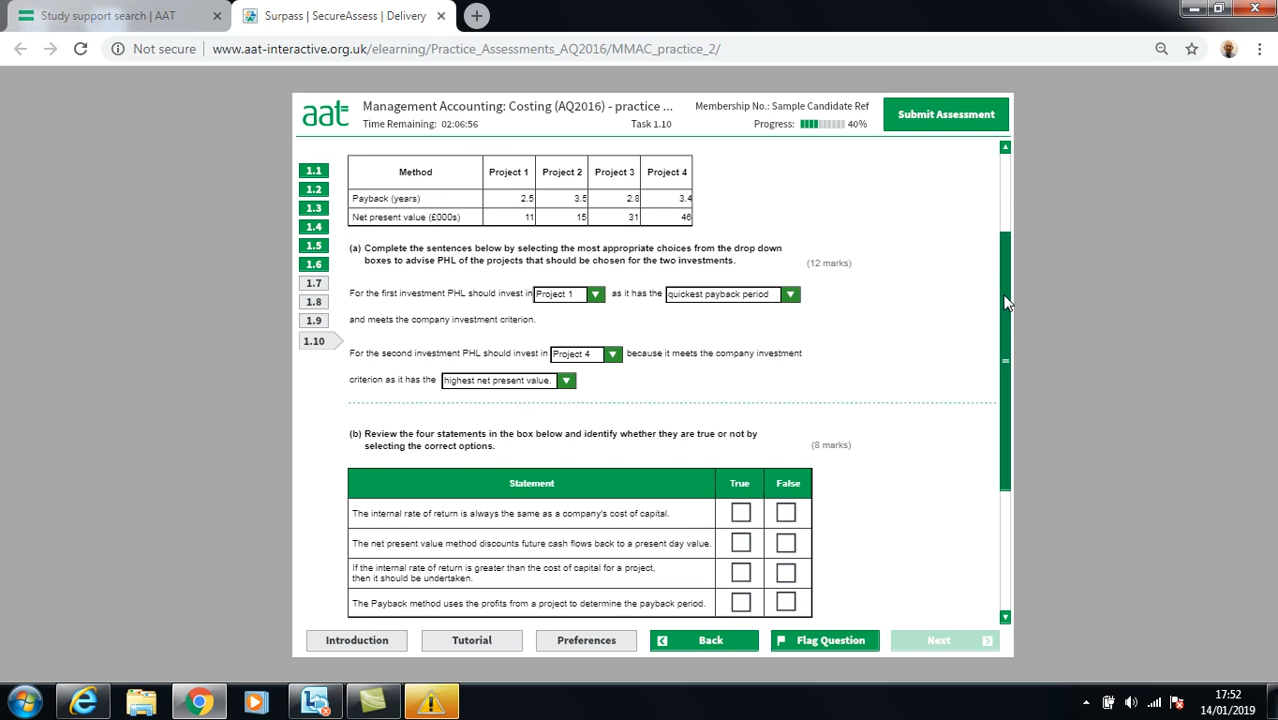 Study support search | AAT
Surpass | SecureAssess | Delivery
Not secure
www.aat-interactive.org.uk/elearning/Practice_Assessments_AQ2016/MMAC_practice_2/
aat
Management Accounting: Costing (AQ2016) - practice ...
Membership No.: Sample Candidate Ref
Submit Assessment
Time Remaining: 02:06:56
Task 1.10
Progress: 40%
1.1
1.2
1.3
1.4
1.5
1.6
1.7
1.8
1.9
1.10
Method Project 1 Project 2 Project 3 Project 4
Payback (years) 2.5 3.5 2.8 3.4
Net present value (£000s) 11 15 31 46
(a) Complete the sentences below by selecting the most appropriate choices from the drop down
boxes to advise PHL of the projects that should be chosen for the two investments.
(12 marks)
For the first investment PHL should invest in Project 1 as it has the quickest payback period
and meets the company investment criterion.
For the second investment PHL should invest in Project 4 because it meets the company investment
criterion as it has the highest net present value.
(b) Review the four statements in the box below and identify whether they are true or not by
selecting the correct options.
(8 marks)
Statement True False
The internal rate of return is always the same as a company's cost of capital.
The net present value method discounts future cash flows back to a present day value.
If the internal rate of return is greater than the cost of capital for a project,
then it should be undertaken.
The Payback method uses the profits from a project to determine the payback period.
Introduction Tutorial Preferences Back Flag Question Next
17:52
14/01/2019